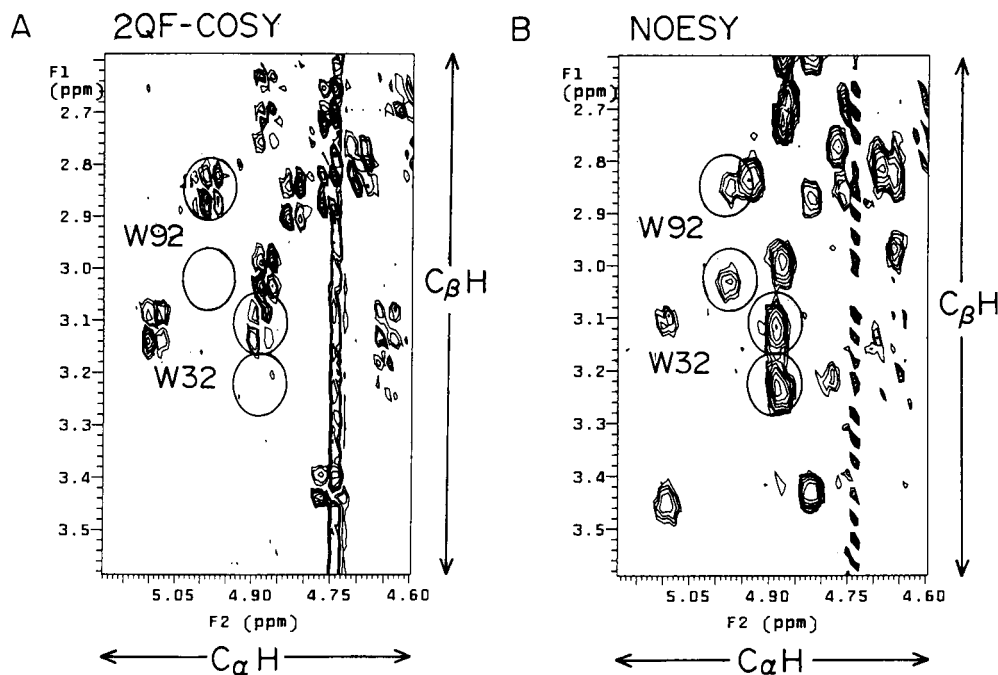 A 2QF-COSY
F1
(ppm)
2.7
2.8
2.9
3.0
3.1
3.2
3.3
3.4
3.5
W92
W32
5.05 4.90 4.75 4.60
F2 (ppm)
CαH
CβH
B NOESY
F1
(ppm)
2.7
2.8
2.9
3.0
3.1
3.2
3.3
3.4
3.5
W92
W32
5.05 4.90 4.75 4.60
F2 (ppm)
CαH
CβH